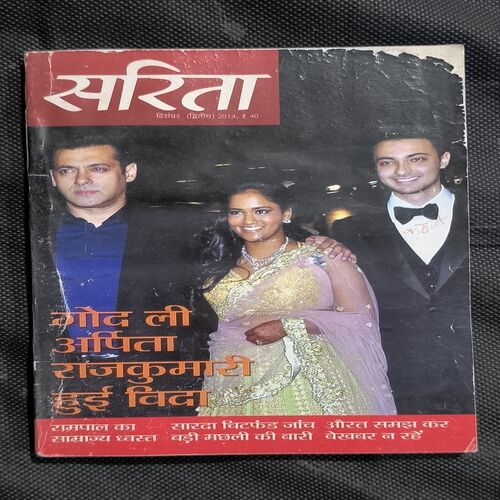 सरिता
दिसंबर (द्वितीय) 2014, ₹ 40
गोद ली
अर्पिता
राजकुमारी
हुई विदा
रामपाल का
साम्राज्य ध्वस्त
सारदा चिटफंड जांच
बड़ी मछली की बारी
औरत समझ कर
बेखबर न रहें